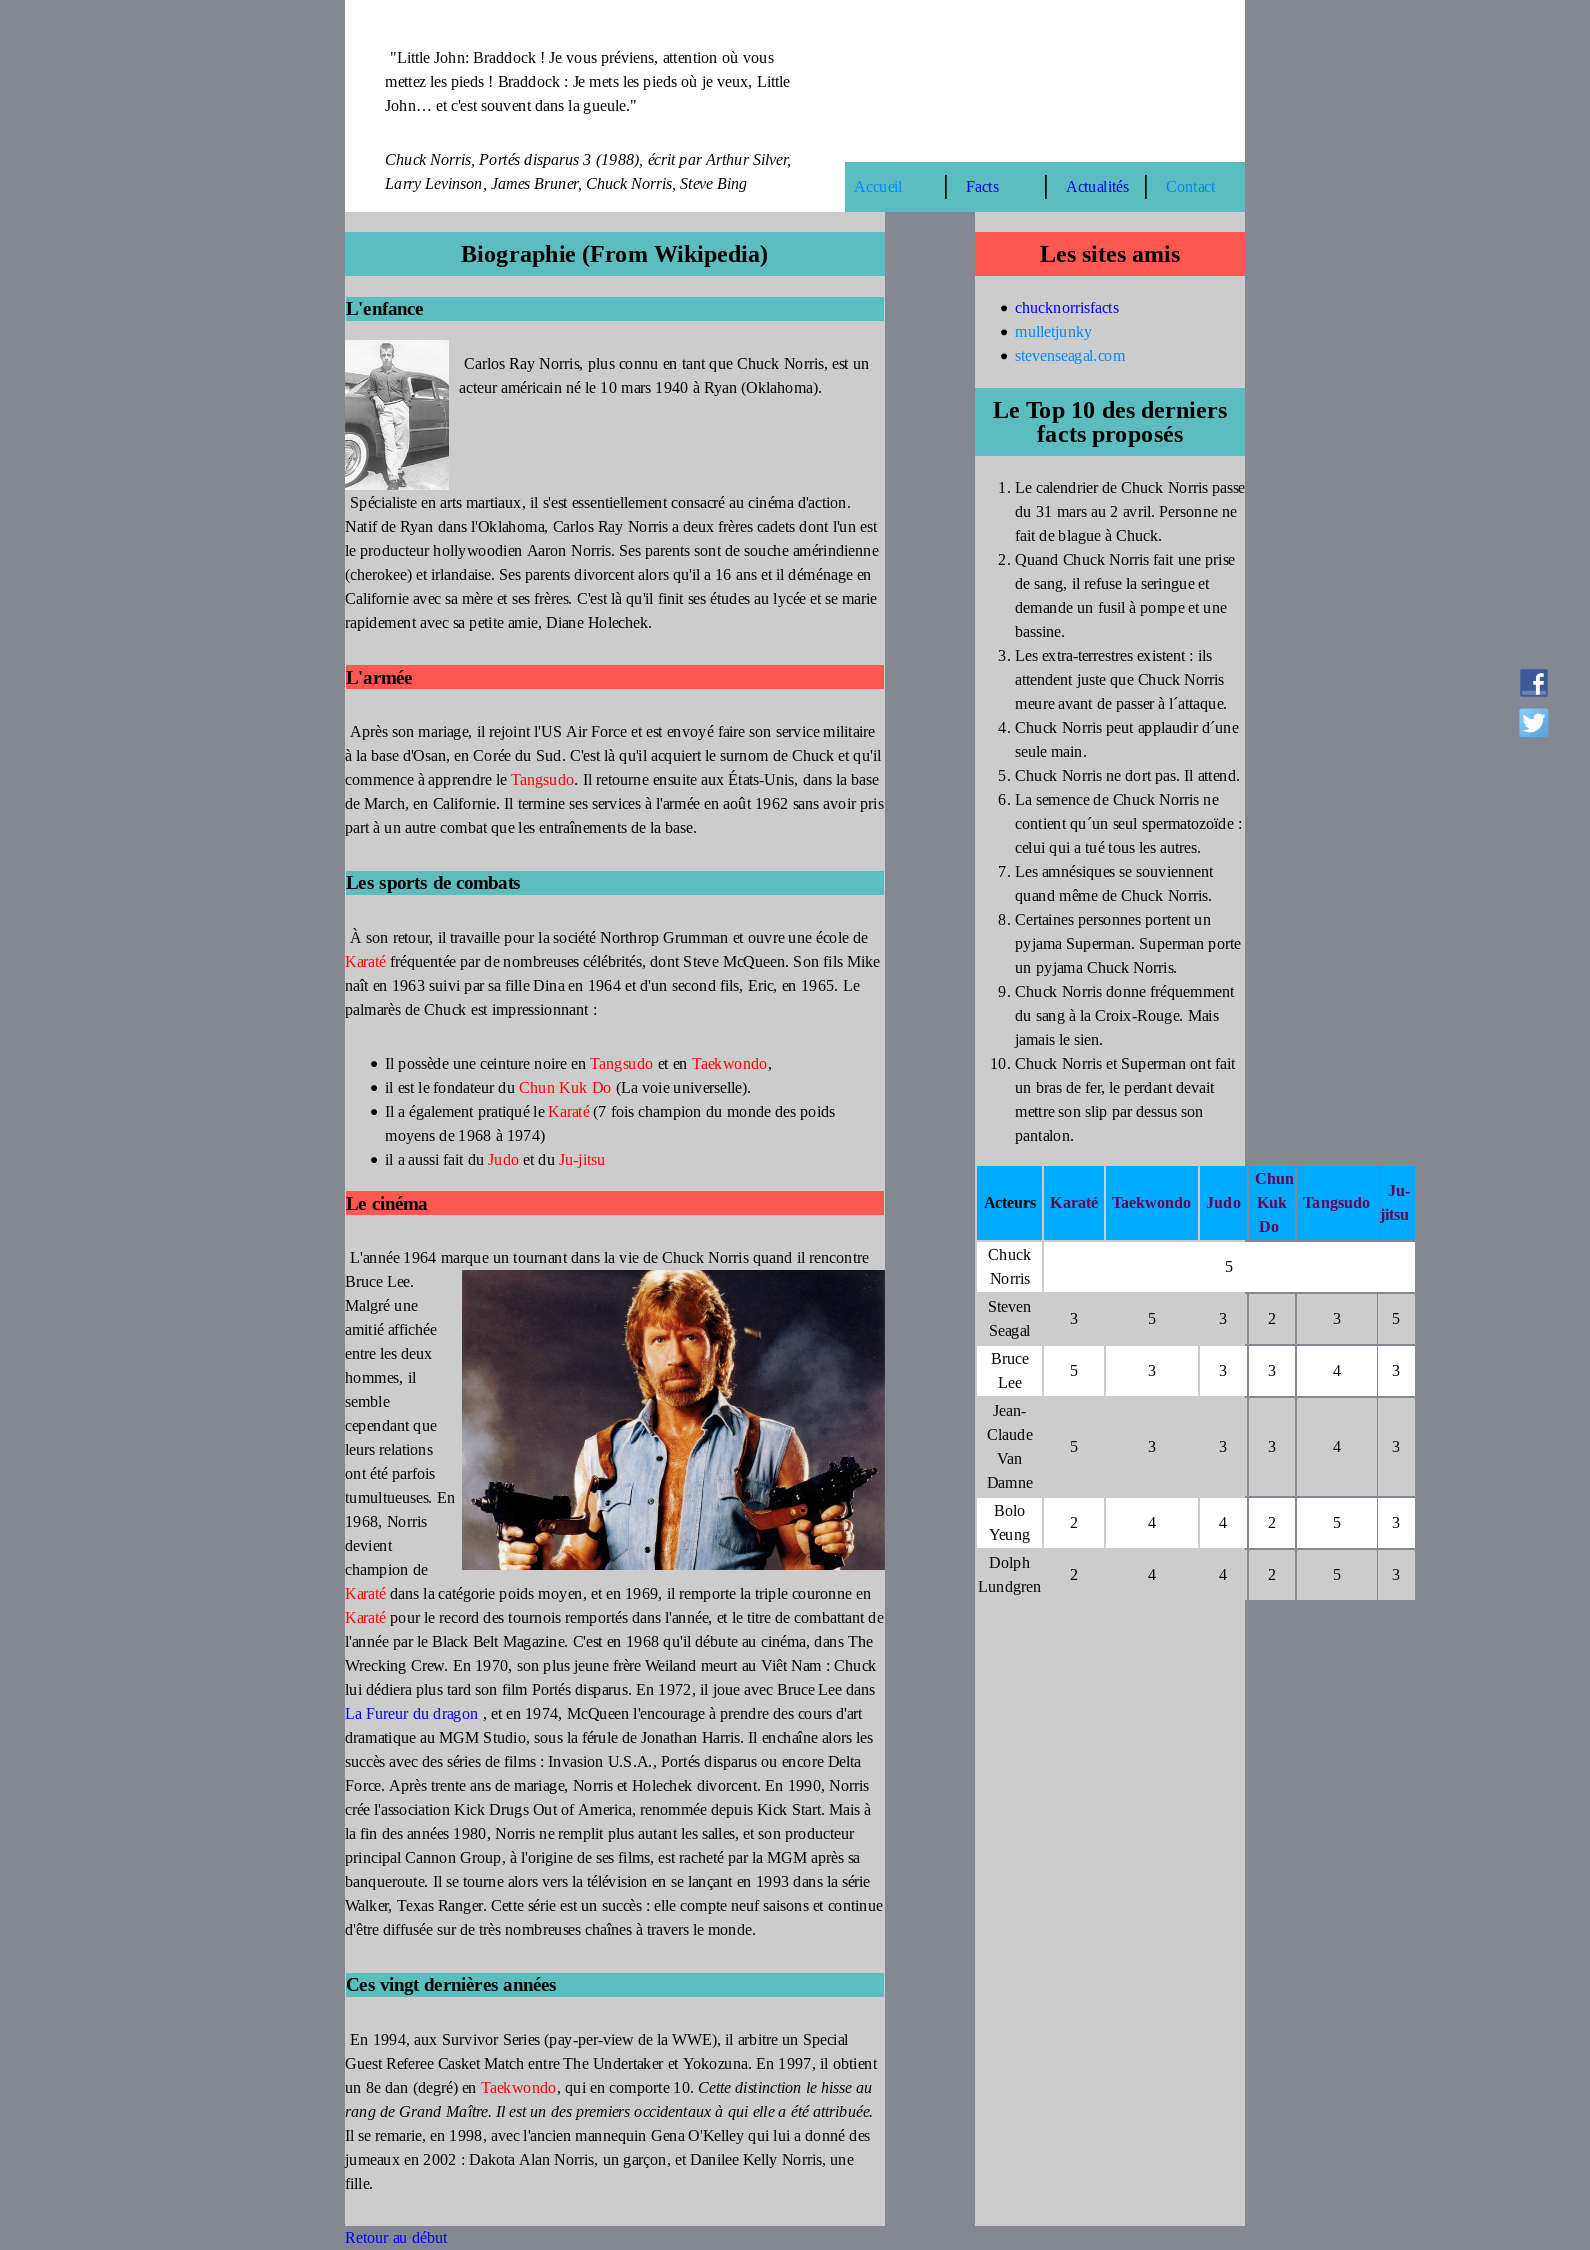 "Little John: Braddock ! Je vous préviens, attention où vous
mettez les pieds ! Braddock : Je mets les pieds où je veux, Little
John… et c'est souvent dans la gueule."
Chuck Norris, Portés disparus 3 (1988), écrit par Arthur Silver,
Larry Levinson, James Bruner, Chuck Norris, Steve Bing
Accueil | Facts | Actualités | Contact
Biographie (From Wikipedia)
L'enfance
Carlos Ray Norris, plus connu en tant que Chuck Norris, est un
acteur américain né le 10 mars 1940 à Ryan (Oklahoma).
Spécialiste en arts martiaux, il s'est essentiellement consacré au cinéma d'action.
Natif de Ryan dans l'Oklahoma, Carlos Ray Norris a deux frères cadets dont l'un est
le producteur hollywoodien Aaron Norris. Ses parents sont de souche amérindienne
(cherokee) et irlandaise. Ses parents divorcent alors qu'il a 16 ans et il déménage en
Californie avec sa mère et ses frères. C'est là qu'il finit ses études au lycée et se marie
rapidement avec sa petite amie, Diane Holechek.
L'armée
Après son mariage, il rejoint l'US Air Force et est envoyé faire son service militaire
à la base d'Osan, en Corée du Sud. C'est là qu'il acquiert le surnom de Chuck et qu'il
commence à apprendre le Tangsudo. Il retourne ensuite aux États-Unis, dans la base
de March, en Californie. Il termine ses services à l'armée en août 1962 sans avoir pris
part à un autre combat que les entraînements de la base.
Les sports de combats
À son retour, il travaille pour la société Northrop Grumman et ouvre une école de
Karaté fréquentée par de nombreuses célébrités, dont Steve McQueen. Son fils Mike
naît en 1963 suivi par sa fille Dina en 1964 et d'un second fils, Eric, en 1965. Le
palmarès de Chuck est impressionnant :
• Il possède une ceinture noire en Tangsudo et en Taekwondo,
• il est le fondateur du Chun Kuk Do (La voie universelle).
• Il a également pratiqué le Karaté (7 fois champion du monde des poids
moyens de 1968 à 1974)
• il a aussi fait du Judo et du Ju-jitsu
Le cinéma
L'année 1964 marque un tournant dans la vie de Chuck Norris quand il rencontre
Bruce Lee.
Malgré une
amitié affichée
entre les deux
hommes, il
semble
cependant que
leurs relations
ont été parfois
tumultueuses. En
1968, Norris
devient
champion de
Karaté dans la catégorie poids moyen, et en 1969, il remporte la triple couronne en
Karaté pour le record des tournois remportés dans l'année, et le titre de combattant de
l'année par le Black Belt Magazine. C'est en 1968 qu'il débute au cinéma, dans The
Wrecking Crew. En 1970, son plus jeune frère Weiland meurt au Viêt Nam : Chuck
lui dédiera plus tard son film Portés disparus. En 1972, il joue avec Bruce Lee dans
La Fureur du dragon , et en 1974, McQueen l'encourage à prendre des cours d'art
dramatique au MGM Studio, sous la férule de Jonathan Harris. Il enchaîne alors les
succès avec des séries de films : Invasion U.S.A., Portés disparus ou encore Delta
Force. Après trente ans de mariage, Norris et Holechek divorcent. En 1990, Norris
crée l'association Kick Drugs Out of America, renommée depuis Kick Start. Mais à
la fin des années 1980, Norris ne remplit plus autant les salles, et son producteur
principal Cannon Group, à l'origine de ses films, est racheté par la MGM après sa
banqueroute. Il se tourne alors vers la télévision en se lançant en 1993 dans la série
Walker, Texas Ranger. Cette série est un succès : elle compte neuf saisons et continue
d'être diffusée sur de très nombreuses chaînes à travers le monde.
Ces vingt dernières années
En 1994, aux Survivor Series (pay-per-view de la WWE), il arbitre un Special
Guest Referee Casket Match entre The Undertaker et Yokozuna. En 1997, il obtient
un 8e dan (degré) en Taekwondo, qui en comporte 10. Cette distinction le hisse au
rang de Grand Maître. Il est un des premiers occidentaux à qui elle a été attribuée.
Il se remarie, en 1998, avec l'ancien mannequin Gena O'Kelley qui lui a donné des
jumeaux en 2002 : Dakota Alan Norris, un garçon, et Danilee Kelly Norris, une
fille.
Retour au début
Les sites amis
• chucknorrisfacts
• mulletjunky
• stevenseagal.com
Le Top 10 des derniers
facts proposés
1. Le calendrier de Chuck Norris passe
du 31 mars au 2 avril. Personne ne
fait de blague à Chuck.
2. Quand Chuck Norris fait une prise
de sang, il refuse la seringue et
demande un fusil à pompe et une
bassine.
3. Les extra-terrestres existent : ils
attendent juste que Chuck Norris
meure avant de passer à l´attaque.
4. Chuck Norris peut applaudir d´une
seule main.
5. Chuck Norris ne dort pas. Il attend.
6. La semence de Chuck Norris ne
contient qu´un seul spermatozoïde :
celui qui a tué tous les autres.
7. Les amnésiques se souviennent
quand même de Chuck Norris.
8. Certaines personnes portent un
pyjama Superman. Superman porte
un pyjama Chuck Norris.
9. Chuck Norris donne fréquemment
du sang à la Croix-Rouge. Mais
jamais le sien.
10. Chuck Norris et Superman ont fait
un bras de fer, le perdant devait
mettre son slip par dessus son
pantalon.
Acteurs Karaté Taekwondo Judo Chun Kuk Do Tangsudo Ju-jitsu
Chuck Norris 5
Steven Seagal 3 5 3 2 3 5
Bruce Lee 5 3 3 3 4 3
Jean-Claude Van Damne 5 3 3 3 4 3
Bolo Yeung 2 4 4 2 5 3
Dolph Lundgren 2 4 4 2 5 3